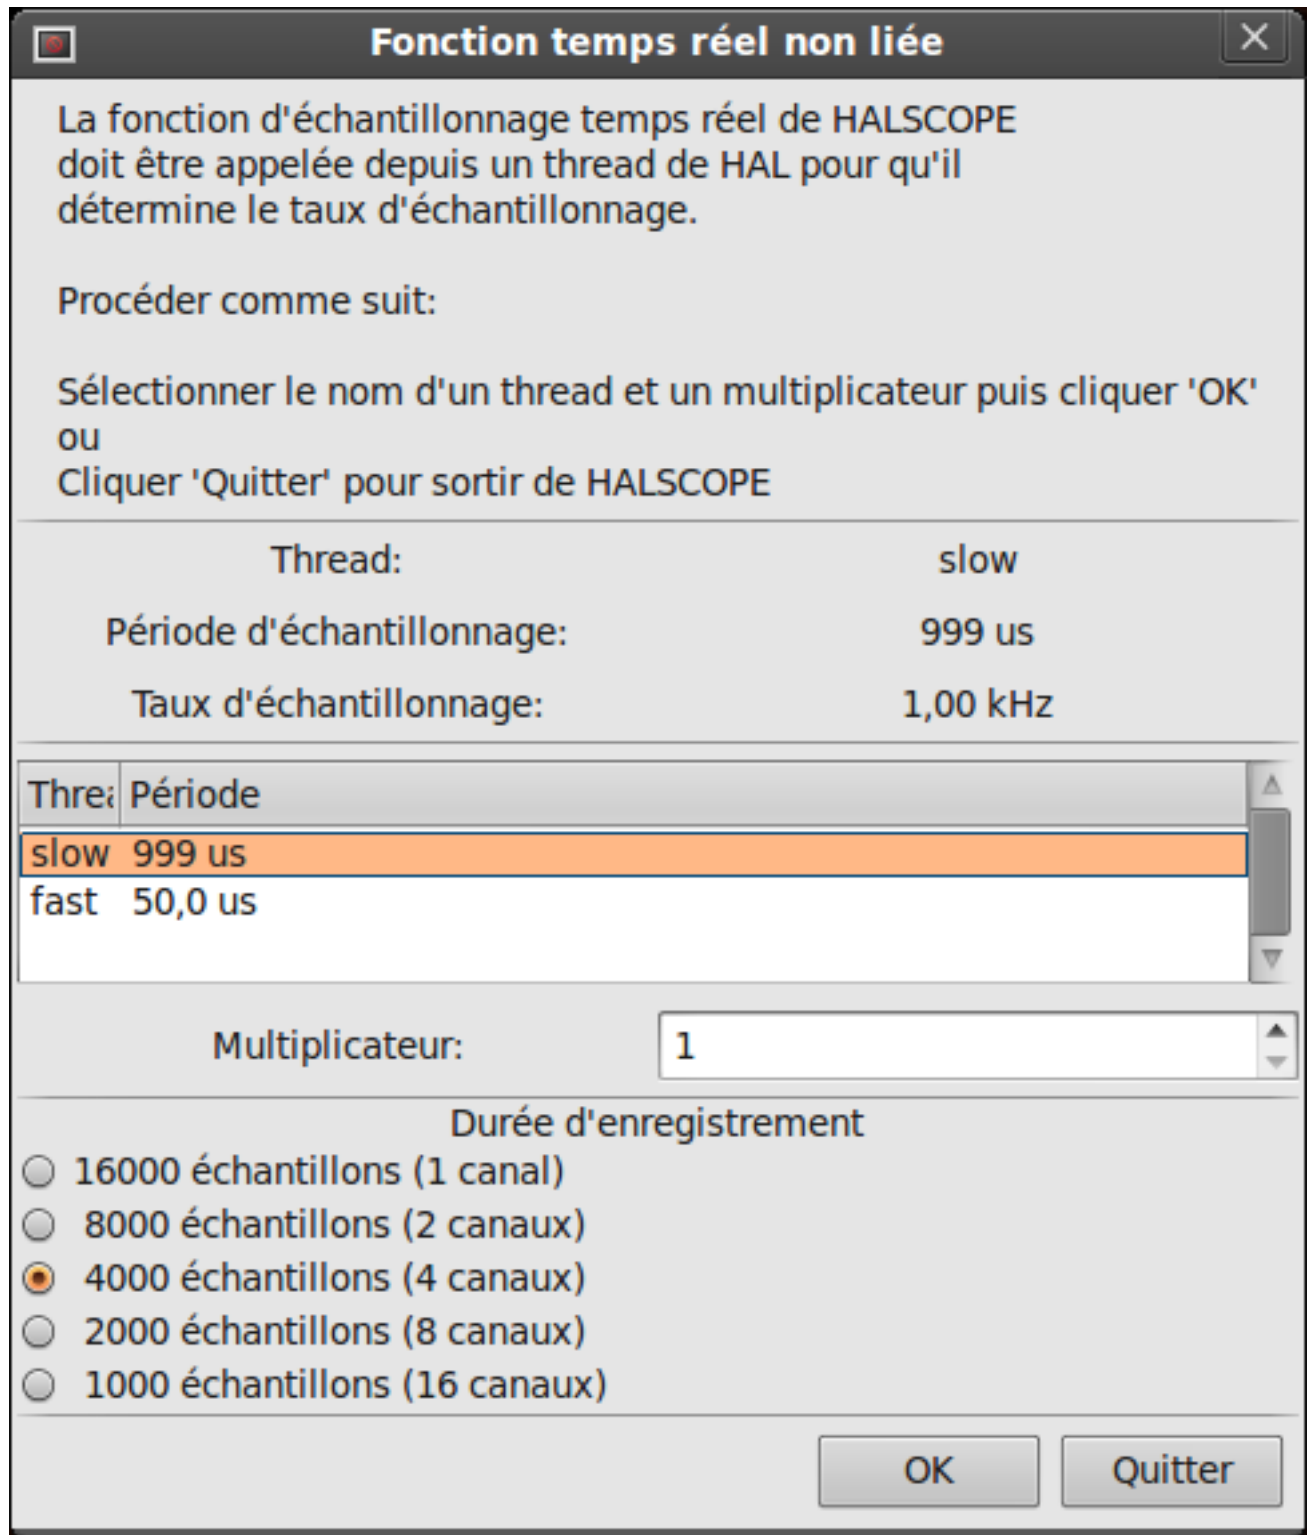 Fonction temps réel non liée
La fonction d'échantillonnage temps réel de HALSCOPE
doit être appelée depuis un thread de HAL pour qu'il
détermine le taux d'échantillonnage.
Procéder comme suit:
Sélectionner le nom d'un thread et un multiplicateur puis cliquer 'OK'
ou
Cliquer 'Quitter' pour sortir de HALSCOPE
Thread: slow
Période d'échantillonnage: 999 us
Taux d'échantillonnage: 1,00 kHz
Threa Période
slow 999 us
fast 50,0 us
Multiplicateur: 1
Durée d'enregistrement
16000 échantillons (1 canal)
8000 échantillons (2 canaux)
4000 échantillons (4 canaux)
2000 échantillons (8 canaux)
1000 échantillons (16 canaux)
OK Quitter